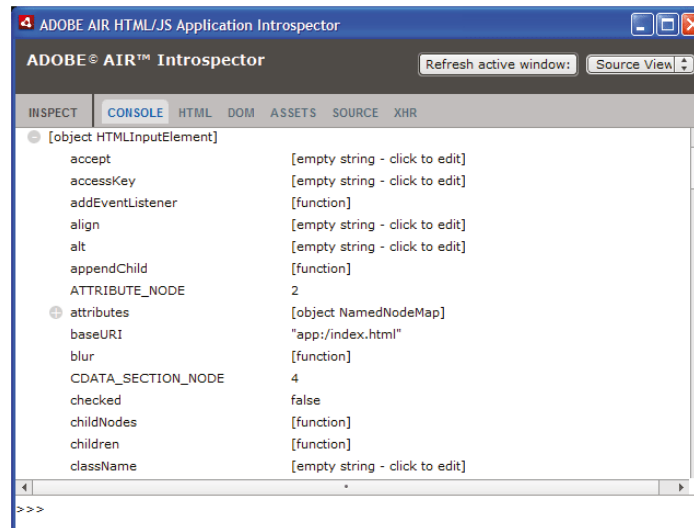 ADOBE AIR HTML/JS Application Introspector
ADOBE© AIR™ Introspector
Refresh active window: Source View
INSPECT CONSOLE HTML DOM ASSETS SOURCE XHR
[object HTMLInputElement]
accept [empty string - click to edit]
accessKey [empty string - click to edit]
addEventListener [function]
align [empty string - click to edit]
alt [empty string - click to edit]
appendChild [function]
ATTRIBUTE_NODE 2
attributes [object NamedNodeMap]
baseURI "app:/index.html"
blur [function]
CDATA_SECTION_NODE 4
checked false
childNodes [function]
children [function]
className [empty string - click to edit]
>>>